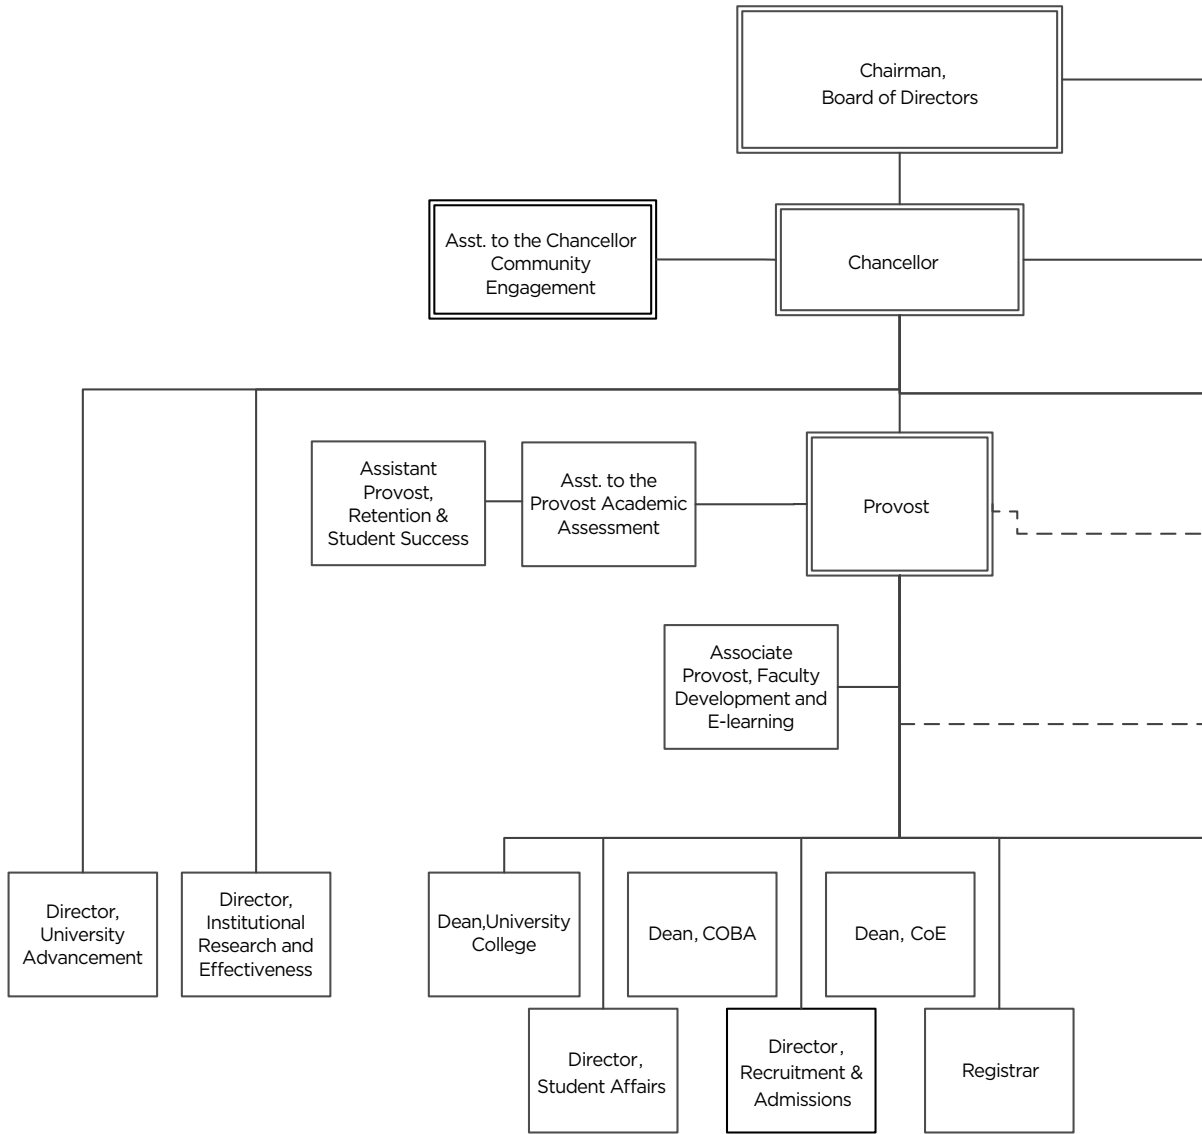 Chairman,
Board of Directors
Asst. to the Chancellor
Community
Engagement
Chancellor
Assistant
Provost,
Retention &
Student Success
Asst. to the
Provost Academic
Assessment
Provost
Associate
Provost, Faculty
Development and
E-learning
Director,
University
Advancement
Director,
Institutional
Research and
Effectiveness
Dean,University
College
Dean, COBA
Dean, CoE
Director,
Student Affairs
Director,
Recruitment &
Admissions
Registrar